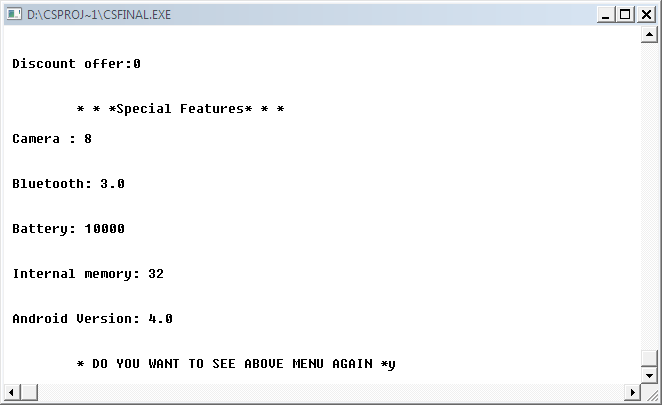 D:\CSPROJ~1\CSFINAL.EXE
Discount offer:0
* * *Special Features* * *
Camera : 8
Bluetooth: 3.0
Battery: 10000
Internal memory: 32
Android Version: 4.0
* DO YOU WANT TO SEE ABOVE MENU AGAIN *y